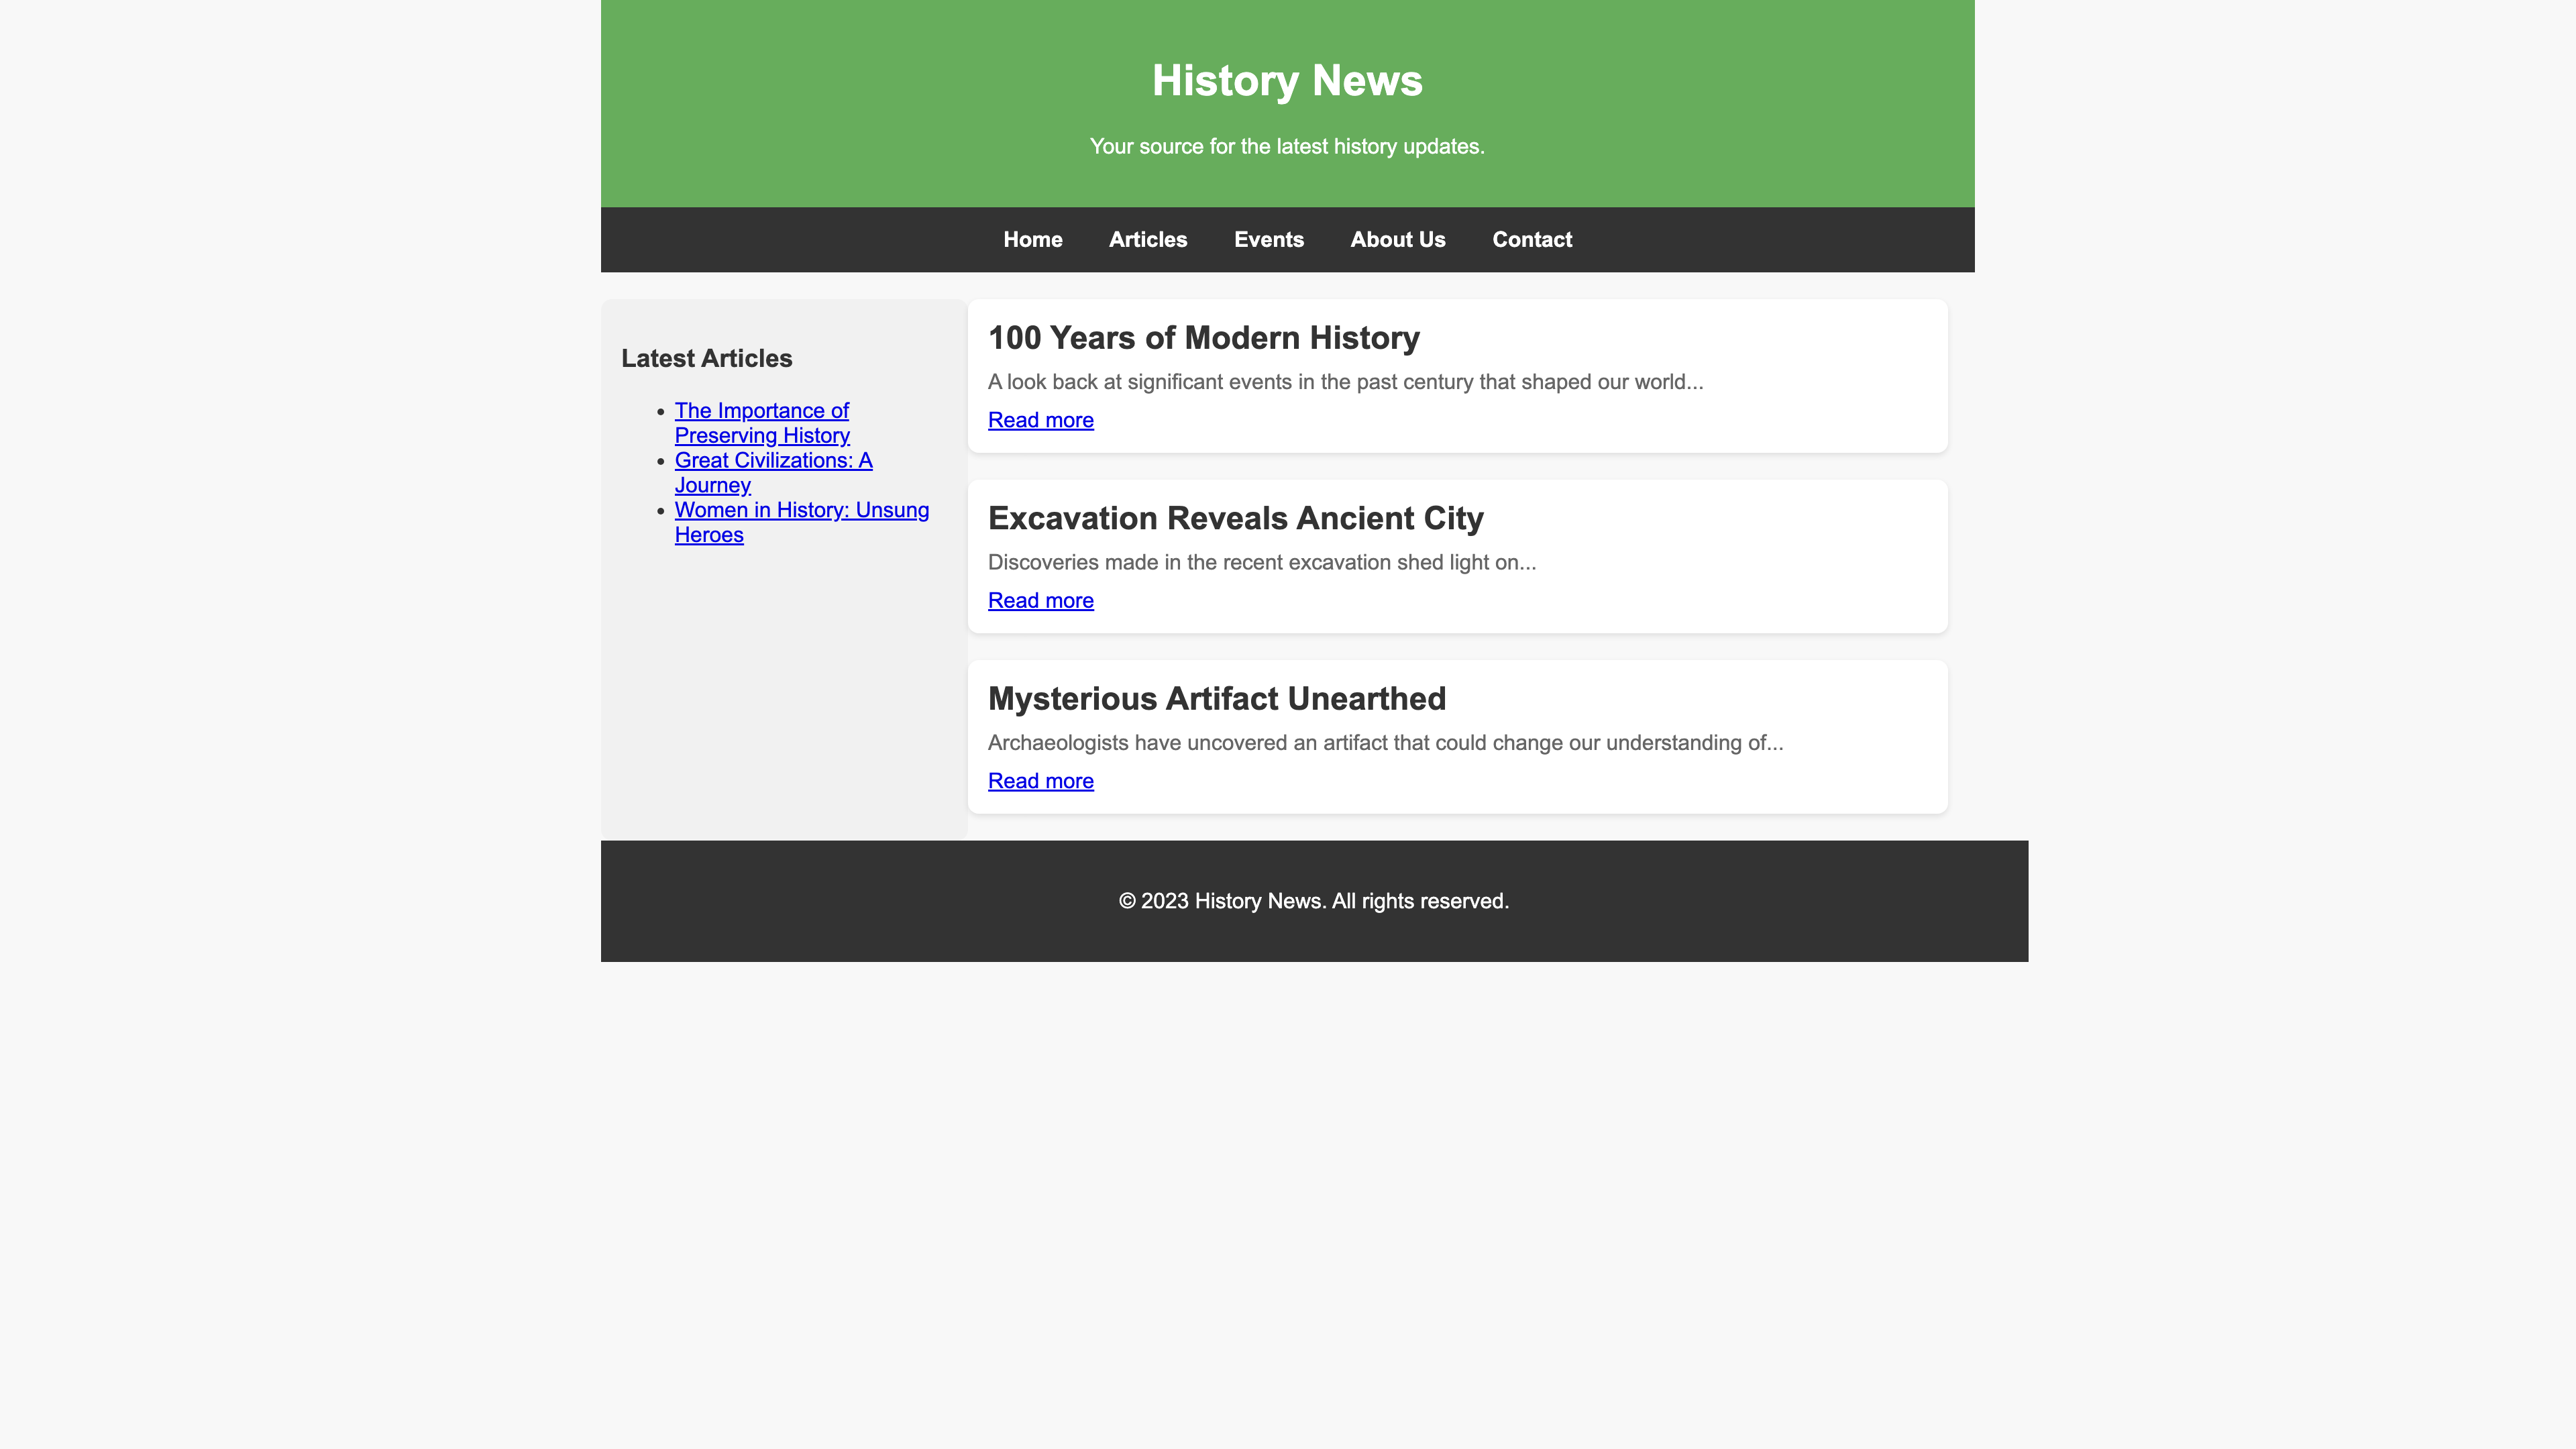 History News
Your source for the latest history updates.
Home Articles Events About Us Contact
Latest Articles
• The Importance of
Preserving History
• Great Civilizations: A
Journey
• Women in History: Unsung
Heroes
100 Years of Modern History
A look back at significant events in the past century that shaped our world...
Read more
Excavation Reveals Ancient City
Discoveries made in the recent excavation shed light on...
Read more
Mysterious Artifact Unearthed
Archaeologists have uncovered an artifact that could change our understanding of...
Read more
© 2023 History News. All rights reserved.